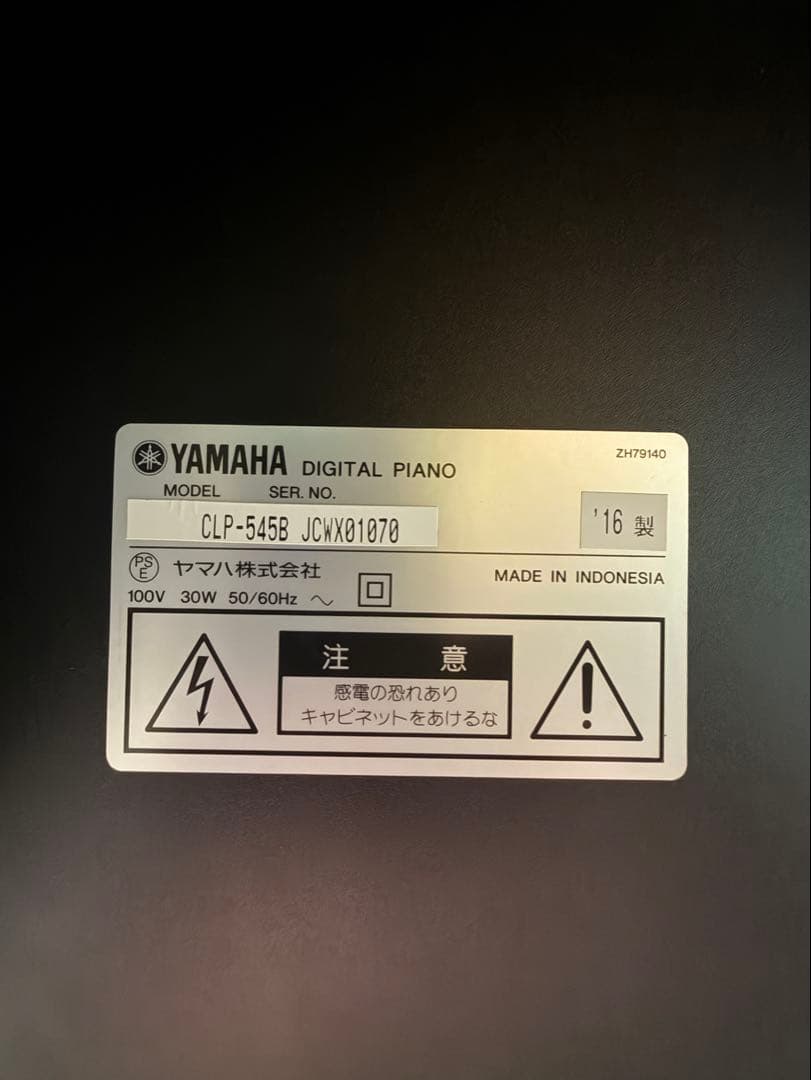 YAMAHA DIGITAL PIANO
ZH79140
MODEL SER. NO.
CLP-545B JCWX01070
'16 製
PSE ヤマハ株式会社
MADE IN INDONESIA
100V 30W 50/60Hz ～
注 意
感電の恐れあり
キャビネットをあけるな